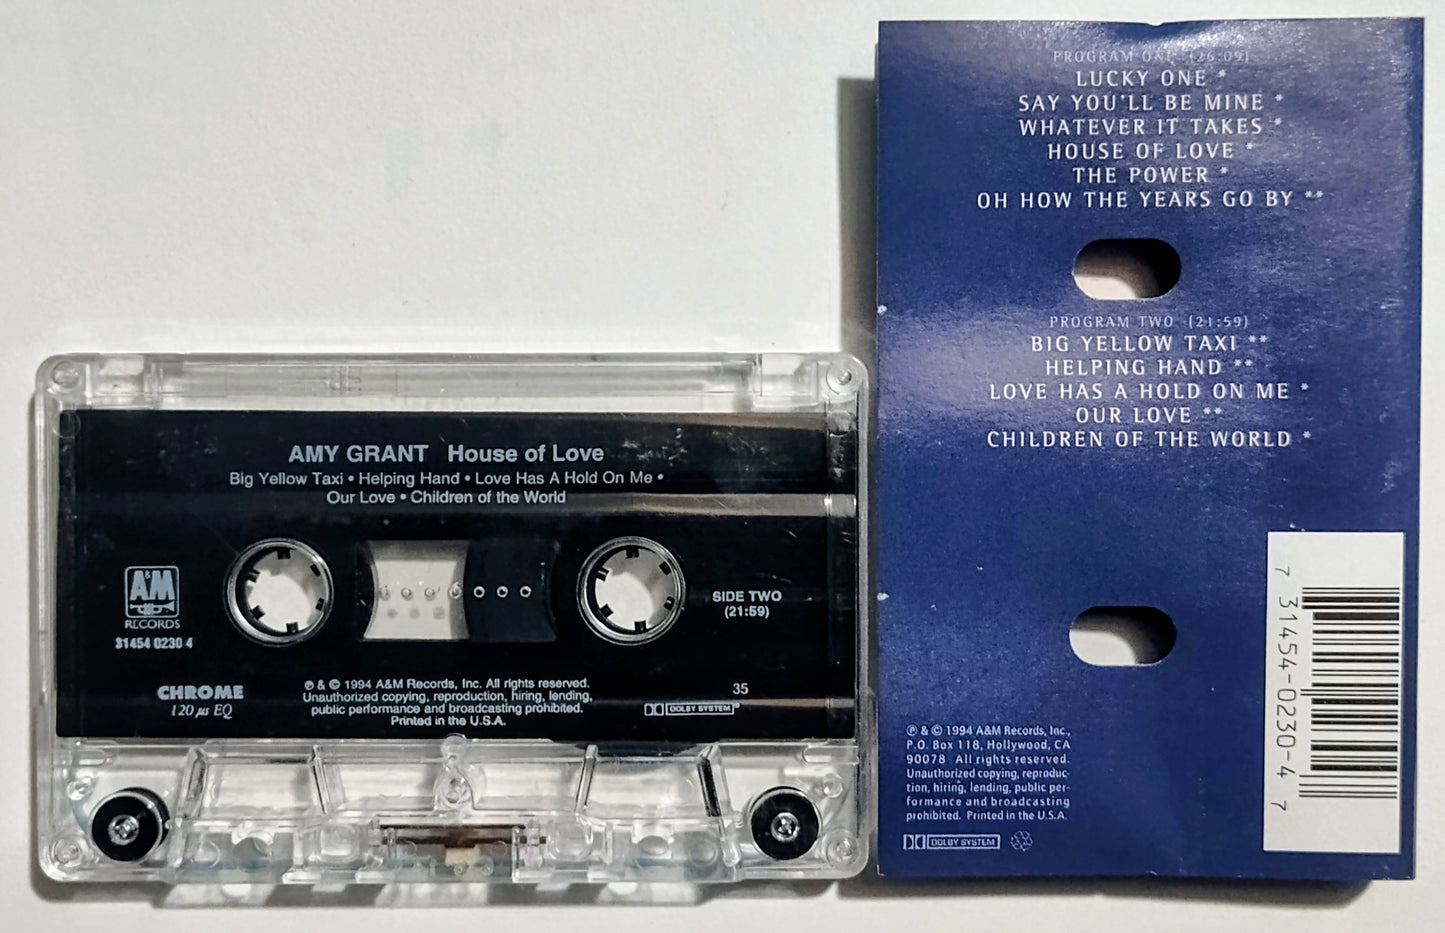 AMY GRANT House of Love
Big Yellow Taxi • Helping Hand • Love Has A Hold On Me •
Our Love • Children of the World
A&M
RECORDS
31454 0230 4
SIDE TWO
(21:59)
CHROME
120 µs EQ
℗ & © 1994 A&M Records, Inc. All rights reserved.
Unauthorized copying, reproduction, hiring, lending,
public performance and broadcasting prohibited.
Printed in the U.S.A.
35
DOLBY SYSTEM®
PROGRAM ONE (26:09)
LUCKY ONE *
SAY YOU'LL BE MINE *
WHATEVER IT TAKES *
HOUSE OF LOVE *
THE POWER *
OH HOW THE YEARS GO BY **
PROGRAM TWO (21:59)
BIG YELLOW TAXI **
HELPING HAND **
LOVE HAS A HOLD ON ME *
OUR LOVE **
CHILDREN OF THE WORLD *
℗ & © 1994 A&M Records, Inc.,
P.O. Box 118, Hollywood, CA
90078 All rights reserved.
Unauthorized copying, reproduc-
tion, hiring, lending, public per-
formance and broadcasting
prohibited. Printed in the U.S.A.
DOLBY SYSTEM
7 31454-0230-4 7